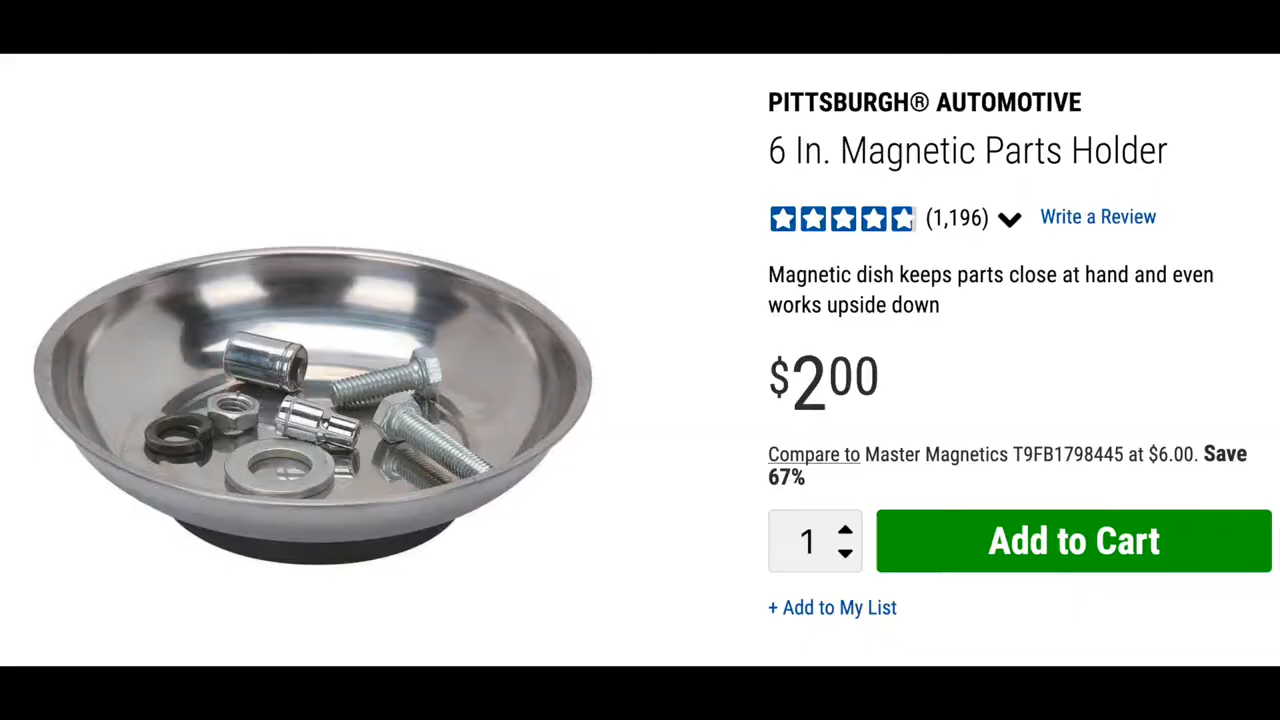 PITTSBURGH® AUTOMOTIVE
6 In. Magnetic Parts Holder
(1,196) Write a Review
Magnetic dish keeps parts close at hand and even
works upside down
$2.00
Compare to Master Magnetics T9FB1798445 at $6.00. Save
67%
1 Add to Cart
+ Add to My List